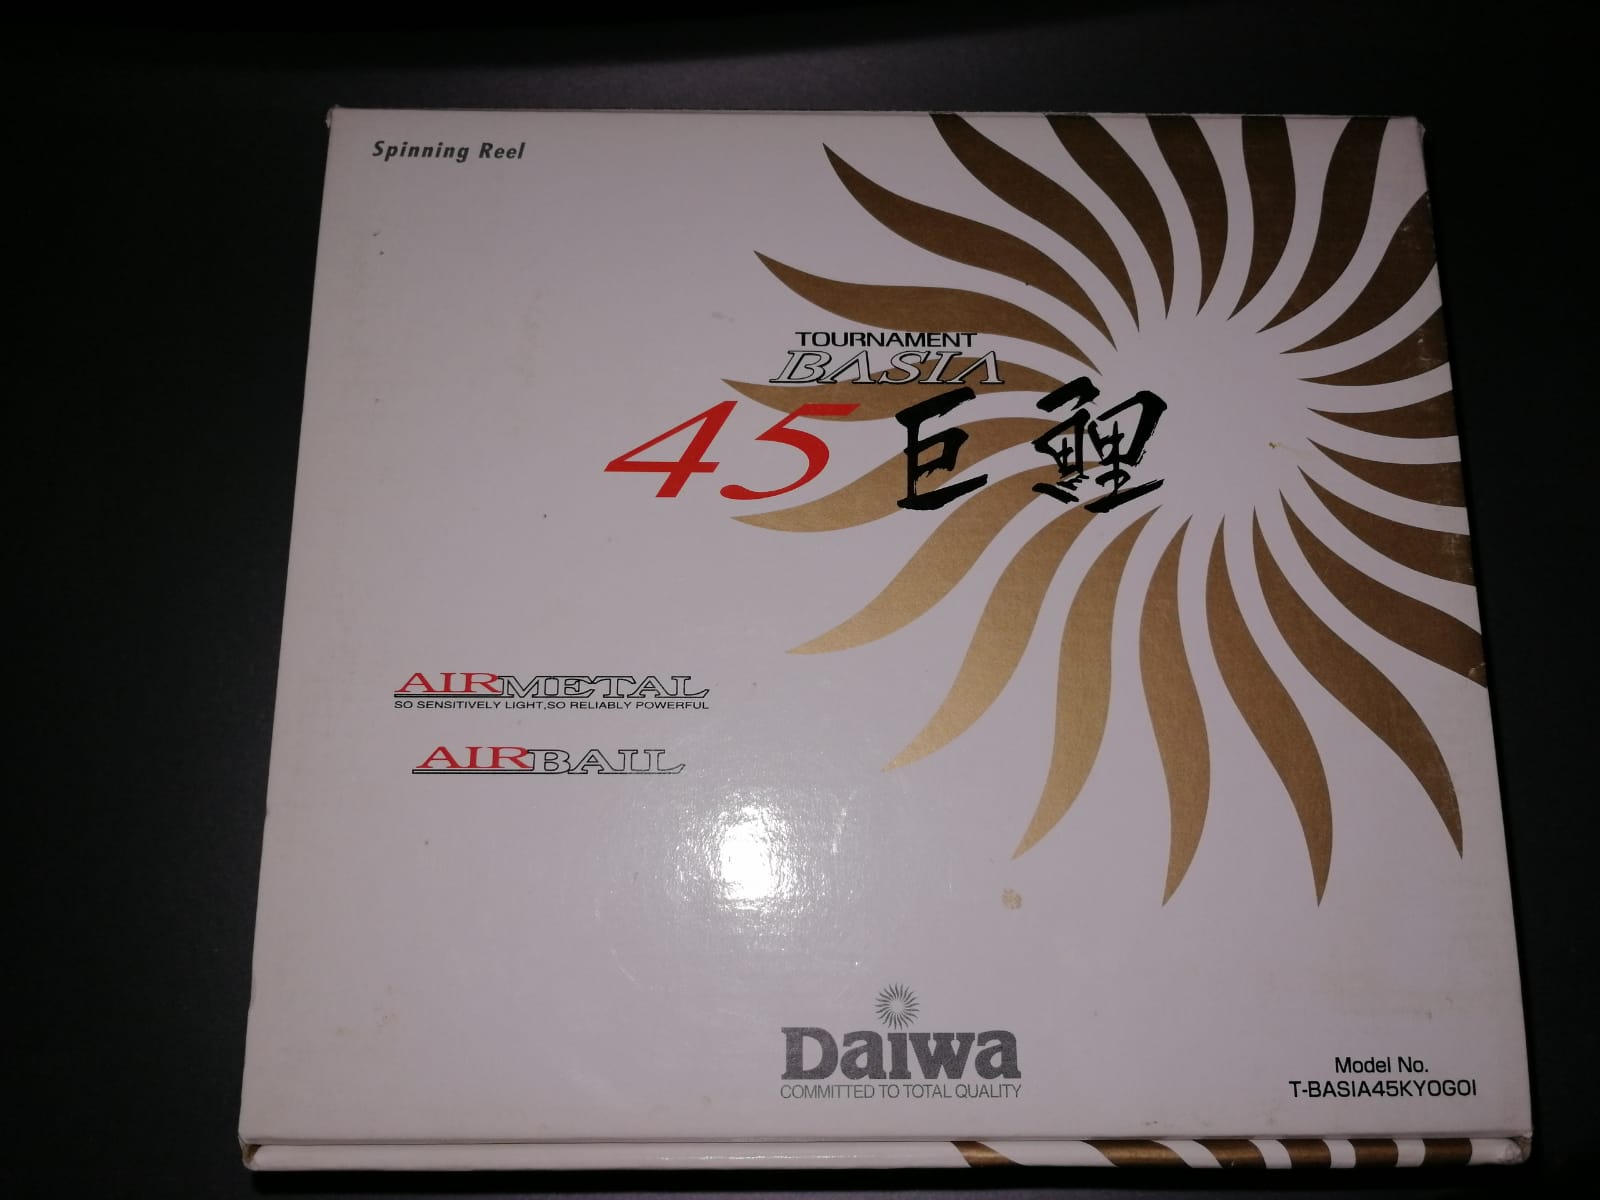 Spinning Reel
TOURNAMENT
BASIA
45 巨鯉
AIRMETAL
SO SENSITIVELY LIGHT,SO RELIABLY POWERFUL
AIRBAIL
Daiwa
COMMITTED TO TOTAL QUALITY
Model No.
T-BASIA45KYOGOI